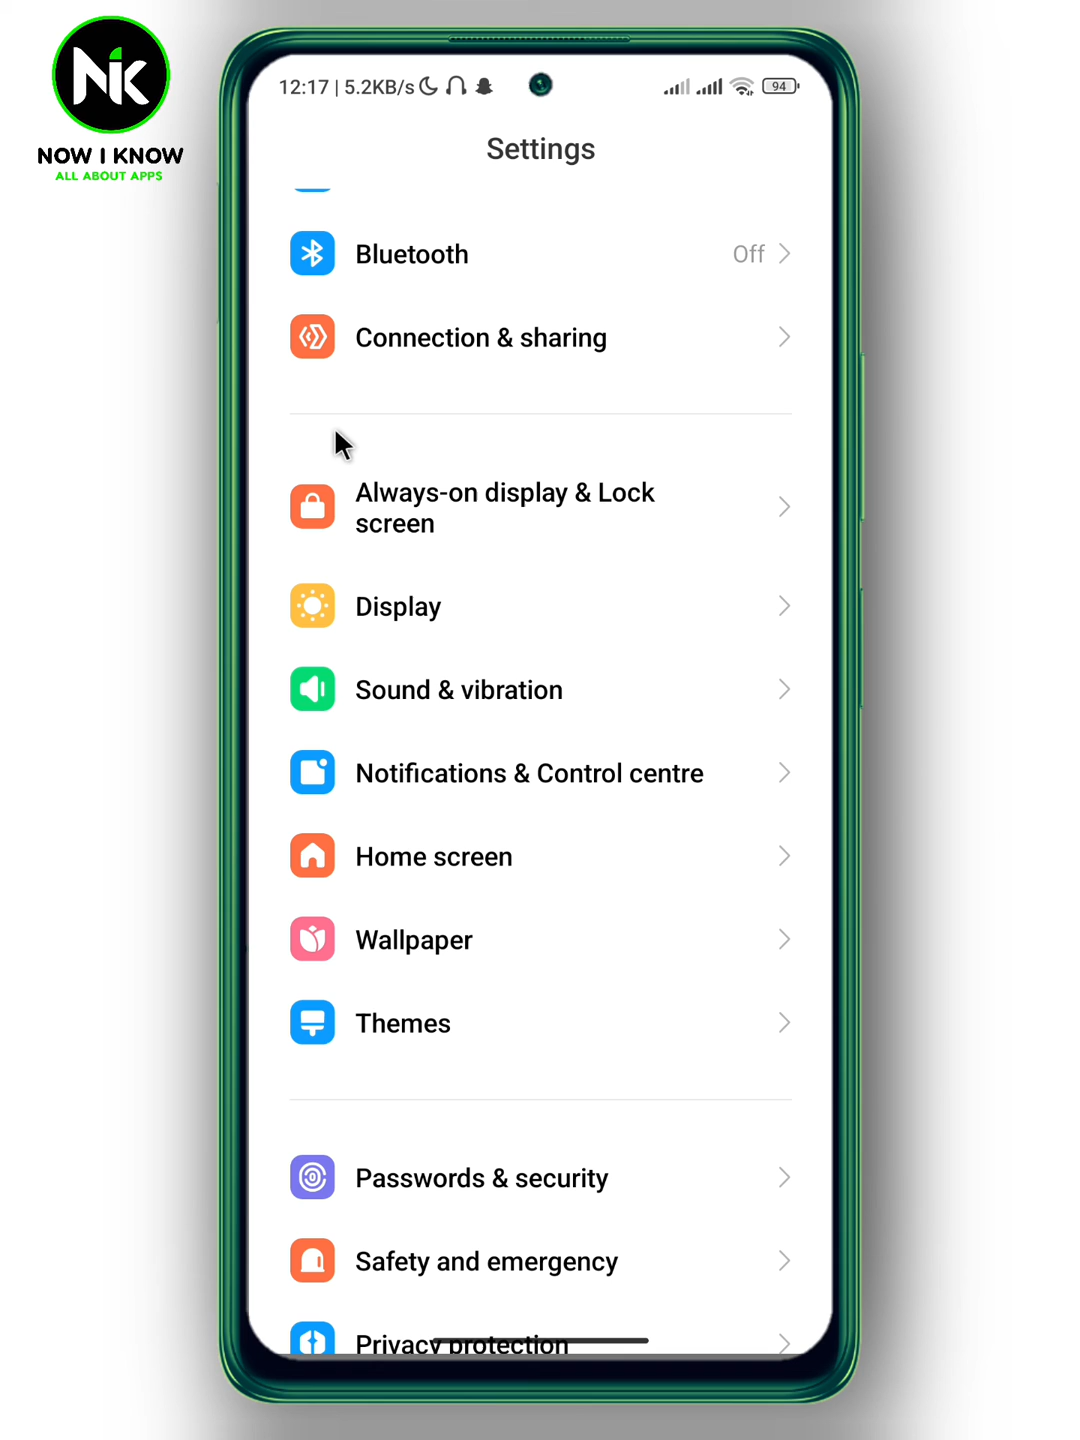 NIK
NOW I KNOW
ALL ABOUT APPS
12:17 | 5.2KB/s
94
Settings
Bluetooth
Off
Connection & sharing
Always-on display & Lock
screen
Display
Sound & vibration
Notifications & Control centre
Home screen
Wallpaper
Themes
Passwords & security
Safety and emergency
Privacy protection